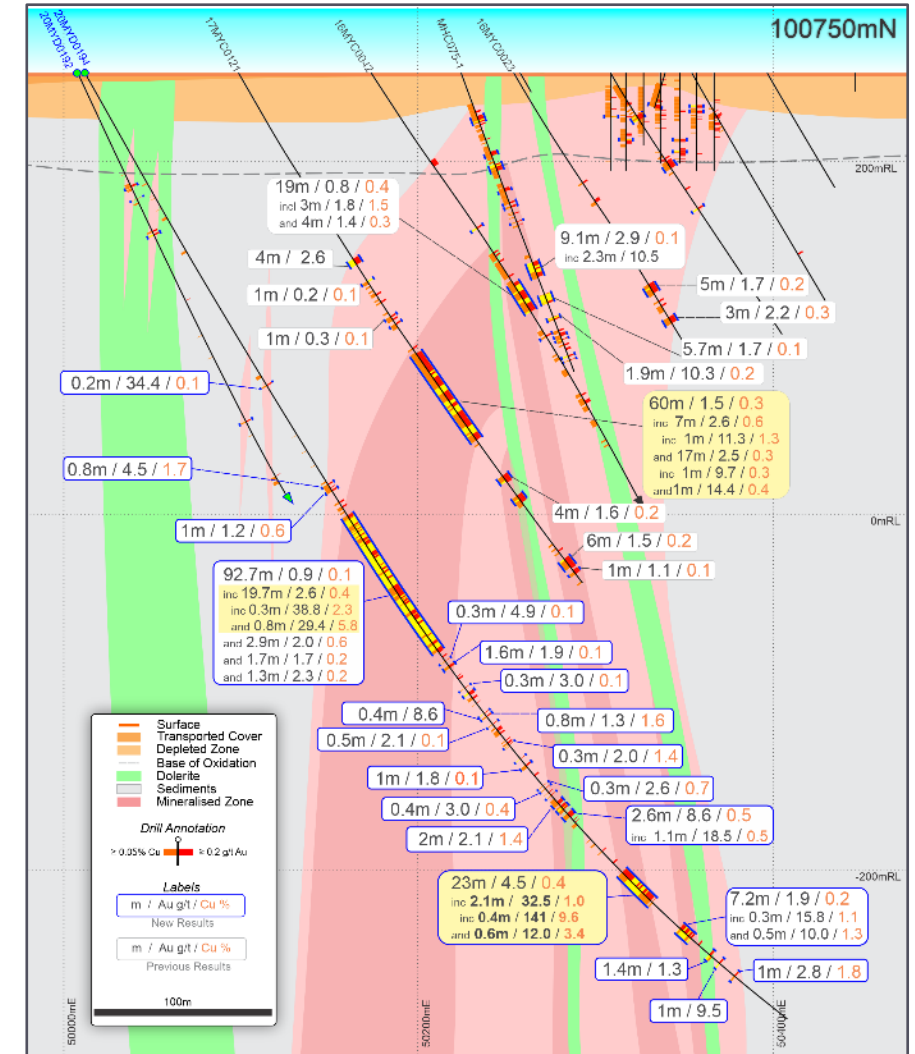 100750mN
20MYD0192
20MYD0194
17MYC0121
16MYC0042
MHC075-1
16MYC0023
200mRL
19m / 0.8 / 0.4
incl 3m / 1.8 / 1.5
and 4m / 1.4 / 0.3
9.1m / 2.9 / 0.1
inc 2.3m / 10.5
4m / 2.6
1m / 0.2 / 0.1
5m / 1.7 / 0.2
3m / 2.2 / 0.3
1m / 0.3 / 0.1
5.7m / 1.7 / 0.1
1.9m / 10.3 / 0.2
0.2m / 34.4 / 0.1
60m / 1.5 / 0.3
inc 7m / 2.6 / 0.6
inc 1m / 11.3 / 1.3
and 17m / 2.5 / 0.3
inc 1m / 9.7 / 0.3
and1m / 14.4 / 0.4
0.8m / 4.5 / 1.7
4m / 1.6 / 0.2
0mRL
1m / 1.2 / 0.6
6m / 1.5 / 0.2
1m / 1.1 / 0.1
92.7m / 0.9 / 0.1
inc 19.7m / 2.6 / 0.4
inc 0.3m / 38.8 / 2.3
and 0.8m / 29.4 / 5.8
and 2.9m / 2.0 / 0.6
and 1.7m / 1.7 / 0.2
and 1.3m / 2.3 / 0.2
0.3m / 4.9 / 0.1
1.6m / 1.9 / 0.1
0.3m / 3.0 / 0.1
0.4m / 8.6
0.8m / 1.3 / 1.6
0.5m / 2.1 / 0.1
0.3m / 2.0 / 1.4
1m / 1.8 / 0.1
0.3m / 2.6 / 0.7
0.4m / 3.0 / 0.4
2.6m / 8.6 / 0.5
inc 1.1m / 18.5 / 0.5
2m / 2.1 / 1.4
-200mRL
23m / 4.5 / 0.4
inc 2.1m / 32.5 / 1.0
inc 0.4m / 141 / 9.6
and 0.6m / 12.0 / 3.4
7.2m / 1.9 / 0.2
inc 0.3m / 15.8 / 1.1
and 0.5m / 10.0 / 1.3
1.4m / 1.3
1m / 2.8 / 1.8
1m / 9.5
Surface
Transported Cover
Depleted Zone
Base of Oxidation
Dolerite
Sediments
Mineralised Zone
Drill Annotation
> 0.05% Cu
≥ 0.2 g/t Au
Labels
m / Au g/t / Cu %
New Results
m / Au g/t / Cu %
Previous Results
100m
50000mE
50200mE
50400mE